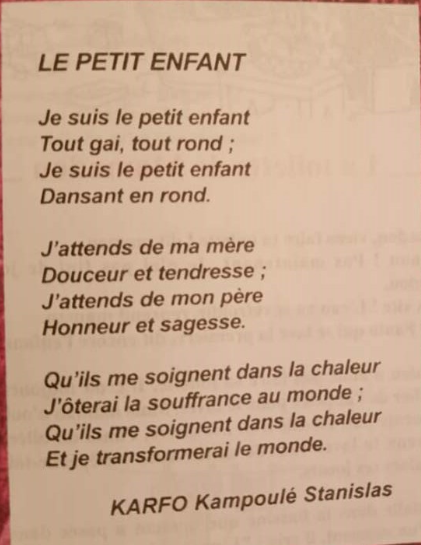 LE PETIT ENFANT
Je suis le petit enfant
Tout gai, tout rond ;
Je suis le petit enfant
Dansant en rond.
J'attends de ma mère
Douceur et tendresse ;
J'attends de mon père
Honneur et sagesse.
Qu'ils me soignent dans la chaleur
J'ôterai la souffrance au monde ;
Qu'ils me soignent dans la chaleur
Et je transformerai le monde.
KARFO Kampoulé Stanislas